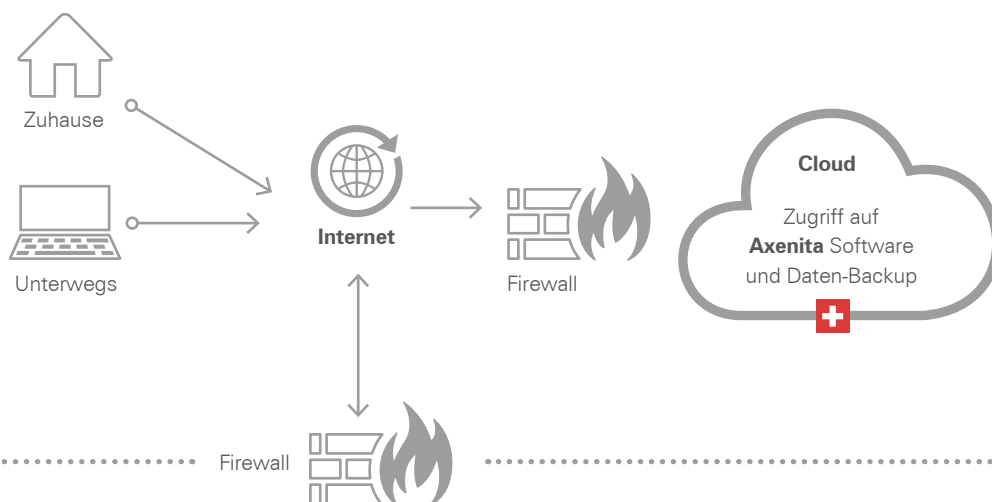 Zuhause
Unterwegs
Internet
Firewall
Cloud
Zugriff auf
Axenita Software
und Daten-Backup
Firewall